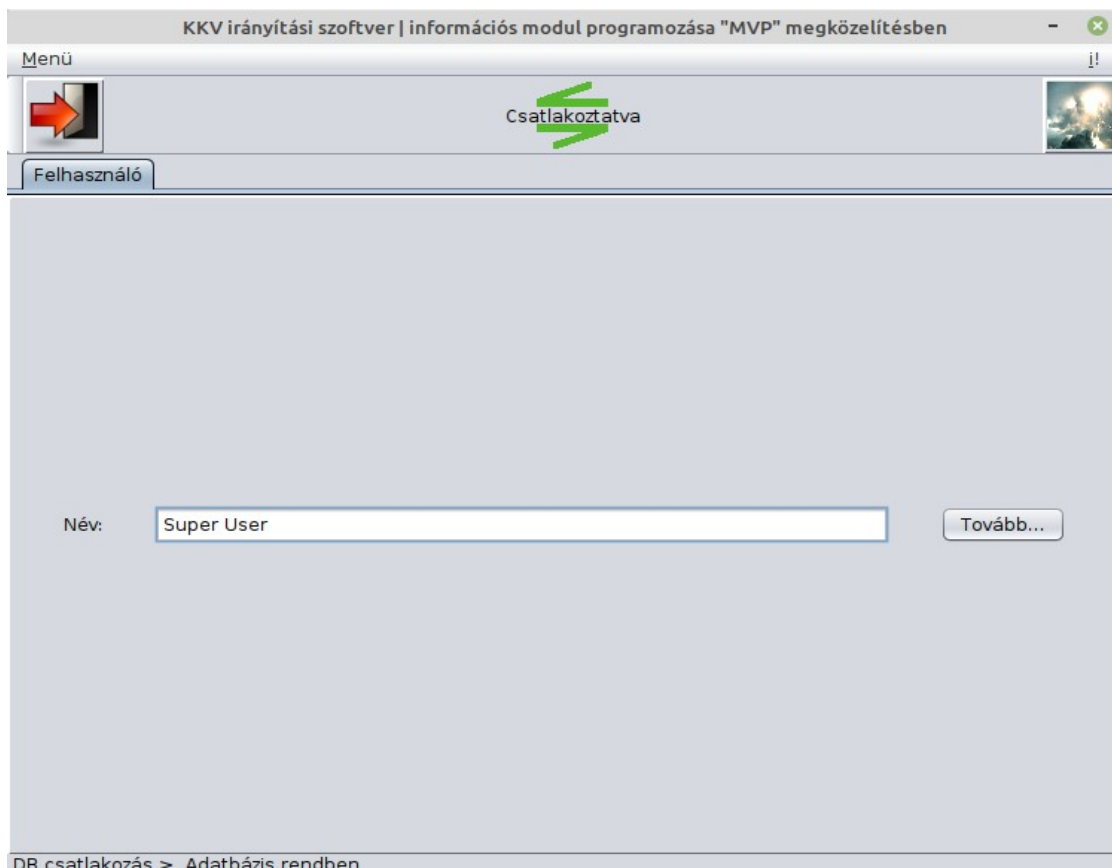 KKV irányítási szoftver | információs modul programozása "MVP" megközelítésben
Menü i!
Csatlakoztatva
Felhasználó
Név: Super User Tovább...
DB csatlakozás > Adatbázis rendben